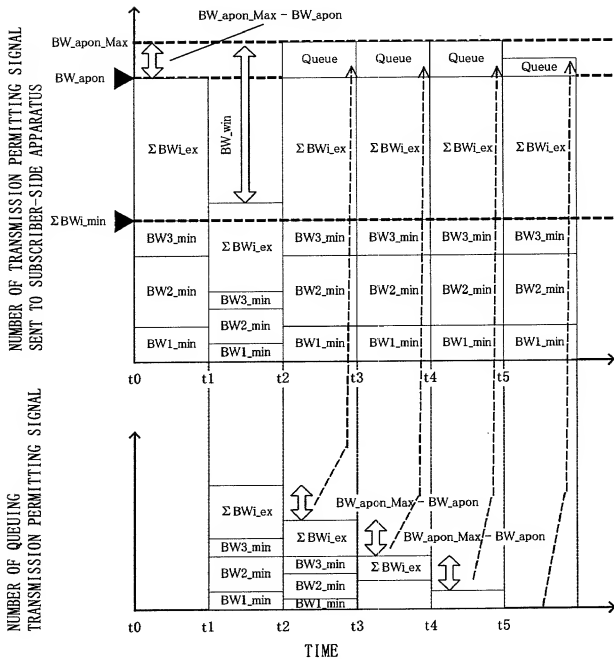 BW_apon_Max − BW_apon
BW_apon_Max
BW_apon
ΣBWi_min
NUMBER OF TRANSMISSION PERMITTING SIGNAL
SENT TO SUBSCRIBER-SIDE APPARATUS
Queue Queue Queue Queue
BW_win
ΣBWi_ex ΣBWi_ex ΣBWi_ex ΣBWi_ex ΣBWi_ex
BW3_min ΣBWi_ex BW3_min BW3_min BW3_min BW3_min
BW2_min BW3_min BW2_min BW2_min BW2_min BW2_min
BW2_min
BW1_min BW1_min BW1_min BW1_min BW1_min BW1_min
t0 t1 t2 t3 t4 t5
NUMBER OF QUEUING
TRANSMISSION PERMITTING SIGNAL
BW_apon_Max − BW_apon
ΣBWi_ex
ΣBWi_ex BW_apon_Max − BW_apon
BW3_min BW3_min ΣBWi_ex
BW2_min BW2_min
BW1_min BW1_min
t0 t1 t2 t3 t4 t5
TIME